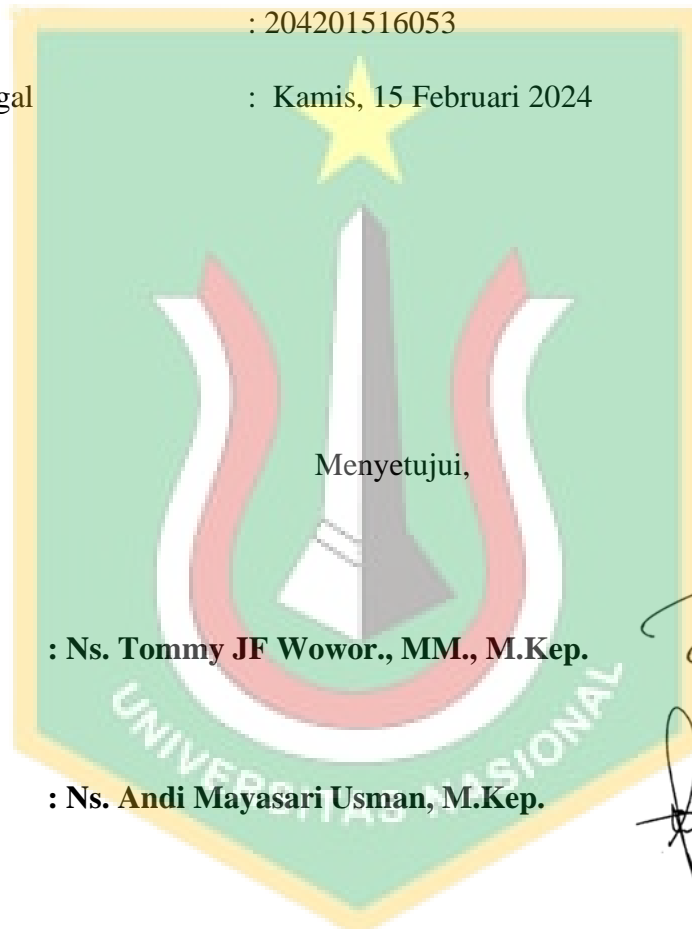 : 204201516053
gal : Kamis, 15 Februari 2024
Menyetujui,
: Ns. Tommy JF Wowor., MM., M.Kep.
: Ns. Andi Mayasari Usman, M.Kep.
UNIVERSITAS NASIONAL